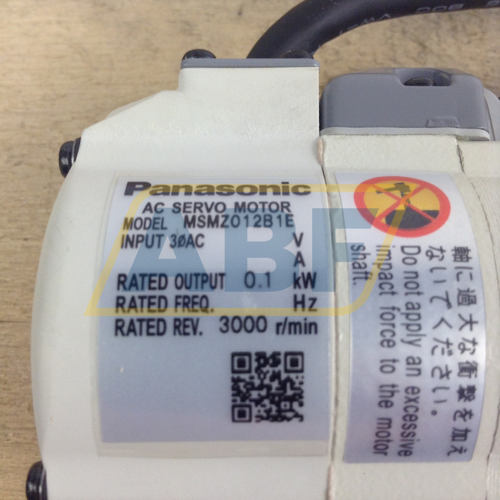 Panasonic
AC SERVO MOTOR
MODEL MSMZ012B1E
INPUT 3øAC V
A
RATED OUTPUT 0.1 kW
RATED FREQ. Hz
RATED REV. 3000 r/min
軸に過大な衝撃を加え
ないでください。
Do not apply an excessive
impact force to the motor
shaft.
ABF